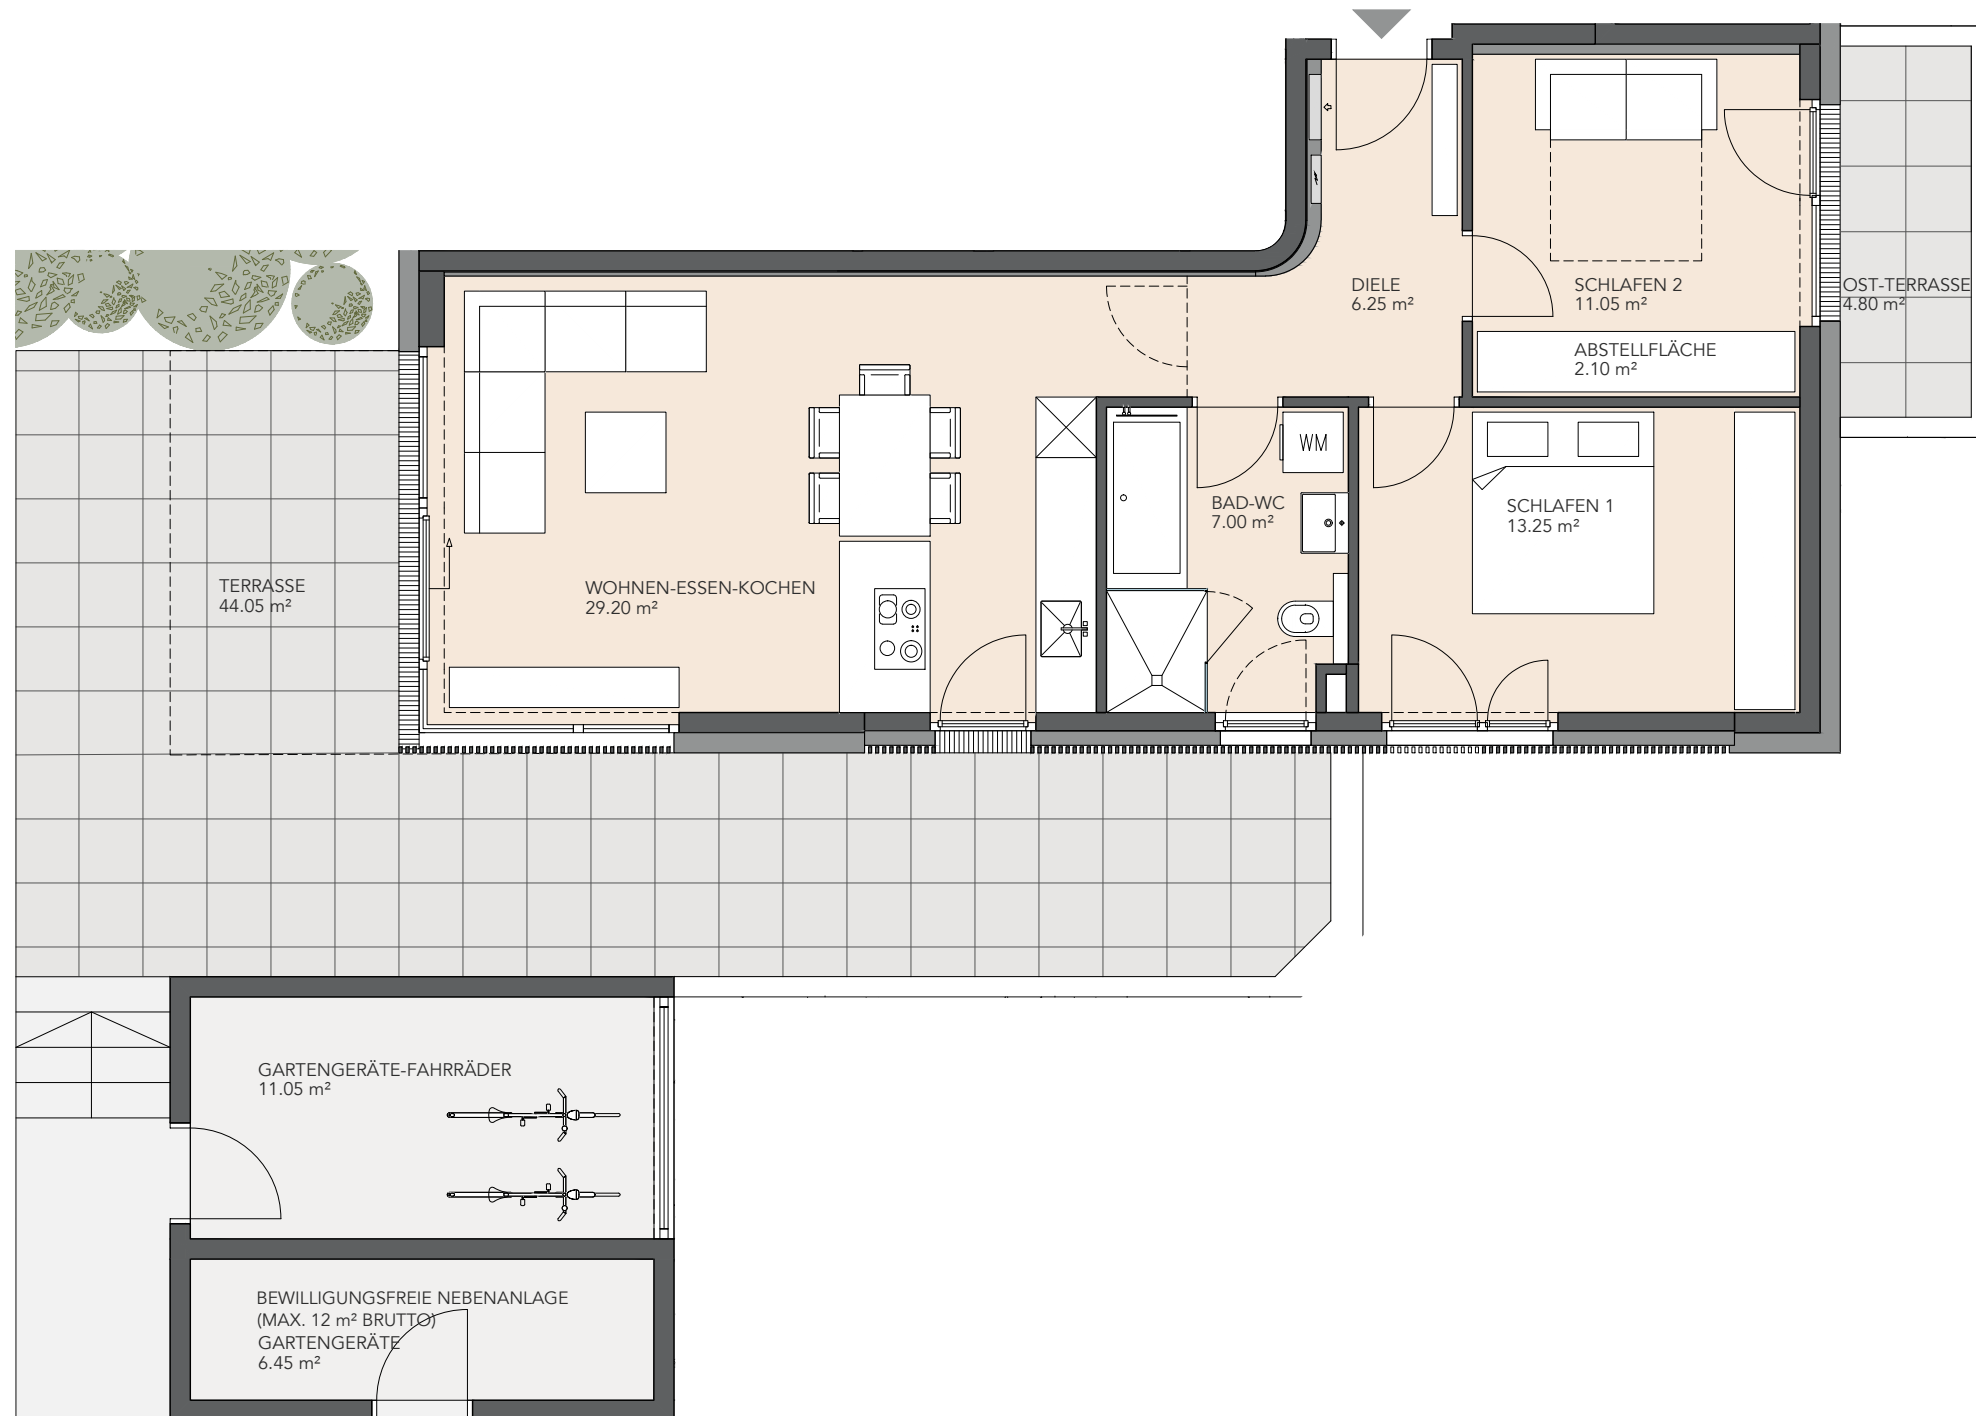 DIELE
6.25 m²
SCHLAFEN 2
11.05 m²
OST-TERRASSE
4.80 m²
ABSTELLFLÄCHE
2.10 m²
WM
BAD-WC
7.00 m²
SCHLAFEN 1
13.25 m²
TERRASSE
44.05 m²
WOHNEN-ESSEN-KOCHEN
29.20 m²
GARTENGERÄTE-FAHRRÄDER
11.05 m²
BEWILLIGUNGSFREIE NEBENANLAGE
(MAX. 12 m² BRUTTO)
GARTENGERÄTE
6.45 m²